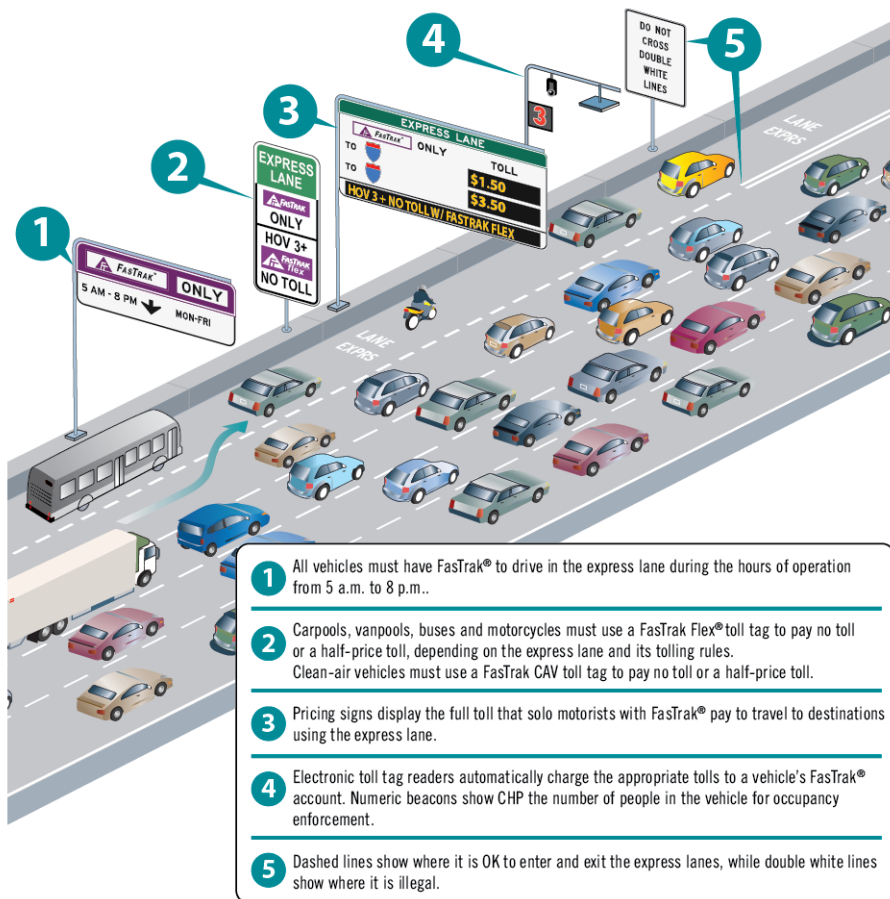 4
5
DO NOT
CROSS
DOUBLE
WHITE
LINES
3
EXPRESS LANE
FASTRAK™ ONLY
TOLL
TO
$1.50
TO
$3.50
HOV 3+ NO TOLL W/ FASTRAK FLEX
3
LANE
EXPRS
2
EXPRESS
LANE
FASTRAK
ONLY
HOV 3+
FASTRAK
flex
NO TOLL
1
FASTRAK™ ONLY
5 AM - 8 PM
MON-FRI
LANE
EXPRS
1 All vehicles must have FasTrak® to drive in the express lane during the hours of operation
from 5 a.m. to 8 p.m..
2 Carpools, vanpools, buses and motorcycles must use a FasTrak Flex® toll tag to pay no toll
or a half-price toll, depending on the express lane and its tolling rules.
Clean-air vehicles must use a FasTrak CAV toll tag to pay no toll or a half-price toll.
3 Pricing signs display the full toll that solo motorists with FasTrak® pay to travel to destinations
using the express lane.
4 Electronic toll tag readers automatically charge the appropriate tolls to a vehicle's FasTrak®
account. Numeric beacons show CHP the number of people in the vehicle for occupancy
enforcement.
5 Dashed lines show where it is OK to enter and exit the express lanes, while double white lines
show where it is illegal.